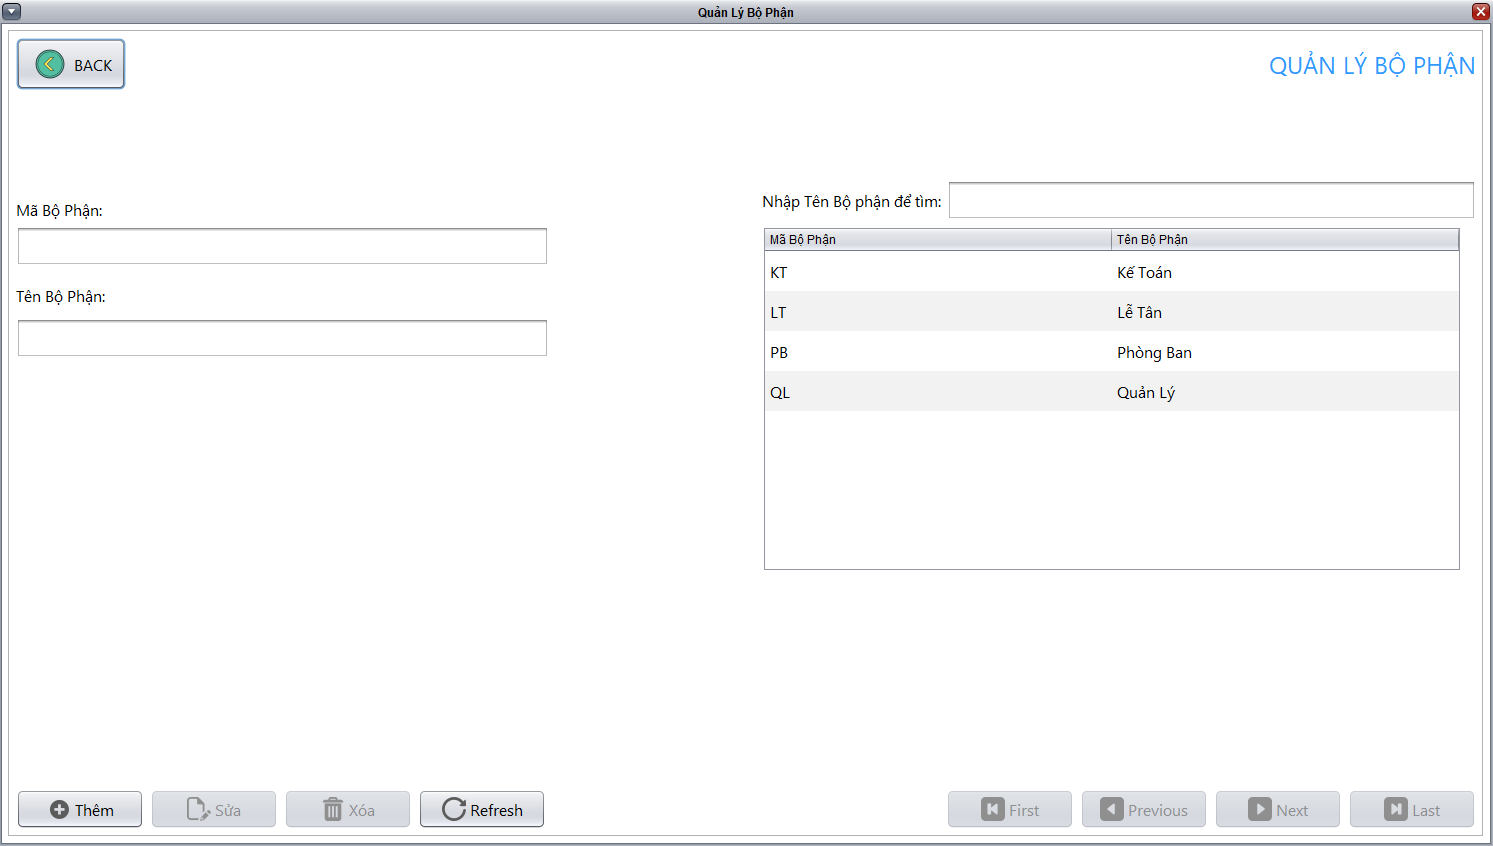 Quản Lý Bộ Phận
BACK
QUẢN LÝ BỘ PHẬN
Mã Bộ Phận:
Tên Bộ Phận:
Nhập Tên Bộ phận để tìm:
Mã Bộ Phận Tên Bộ Phận
KT Kế Toán
LT Lễ Tân
PB Phòng Ban
QL Quản Lý
Thêm Sửa Xóa Refresh First Previous Next Last